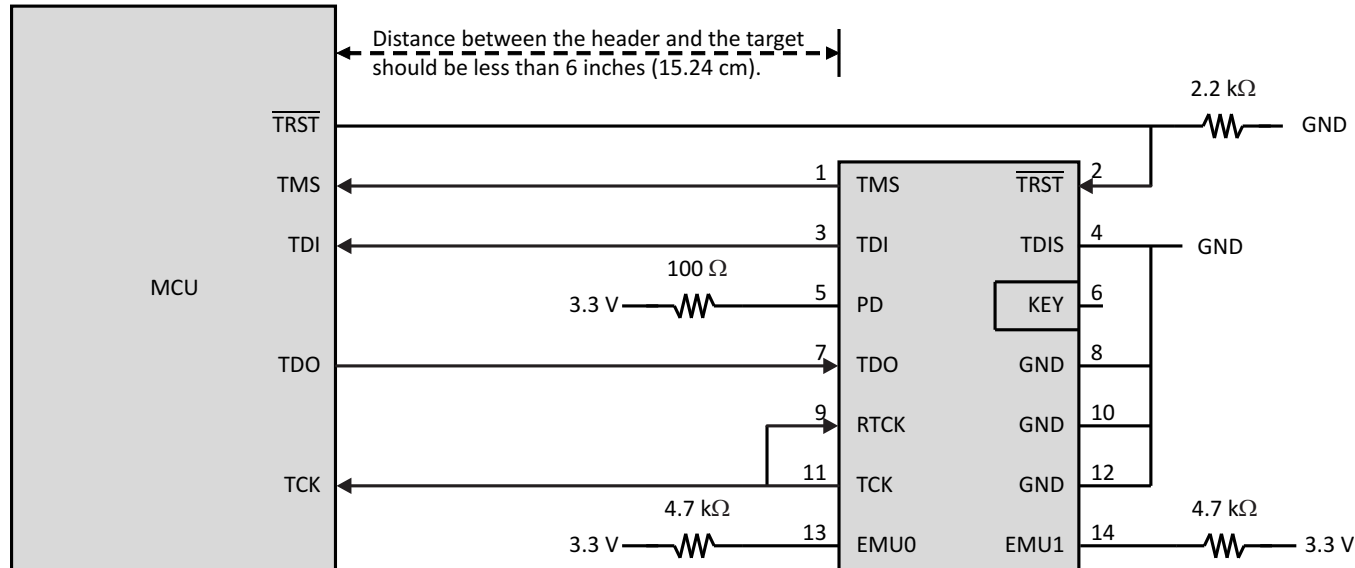 Distance between the header and the target
should be less than 6 inches (15.24 cm).
2.2 kΩ
TRST
GND
TMS
1
TMS
TRST
2
TDI
3
TDI
TDIS
4
GND
100 Ω
MCU
3.3 V
5
PD
KEY
6
TDO
7
TDO
GND
8
9
RTCK
GND
10
TCK
11
TCK
GND
12
4.7 kΩ
4.7 kΩ
3.3 V
13
EMU0
EMU1
14
3.3 V